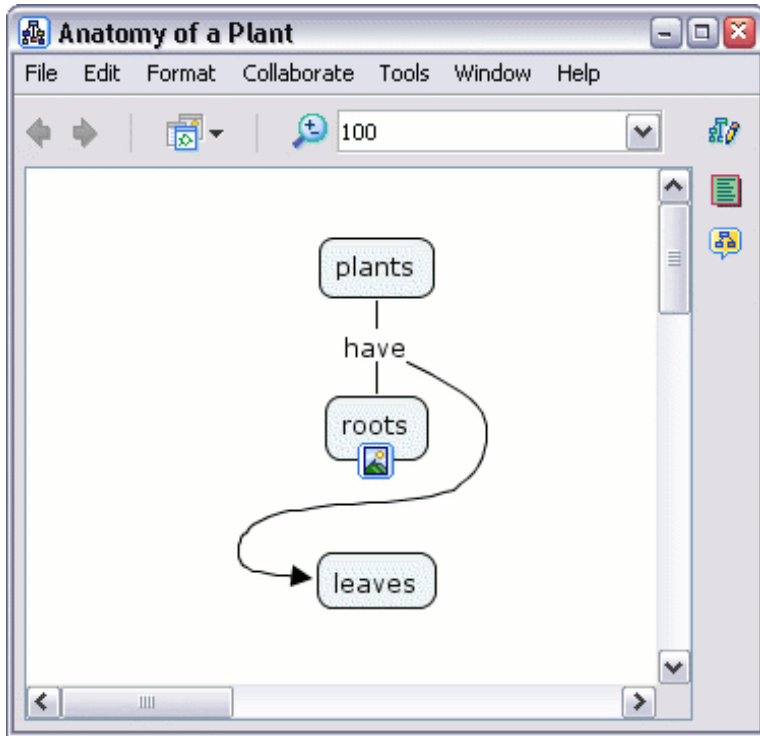 Anatomy of a Plant
File Edit Format Collaborate Tools Window Help
100
plants
have
roots
leaves